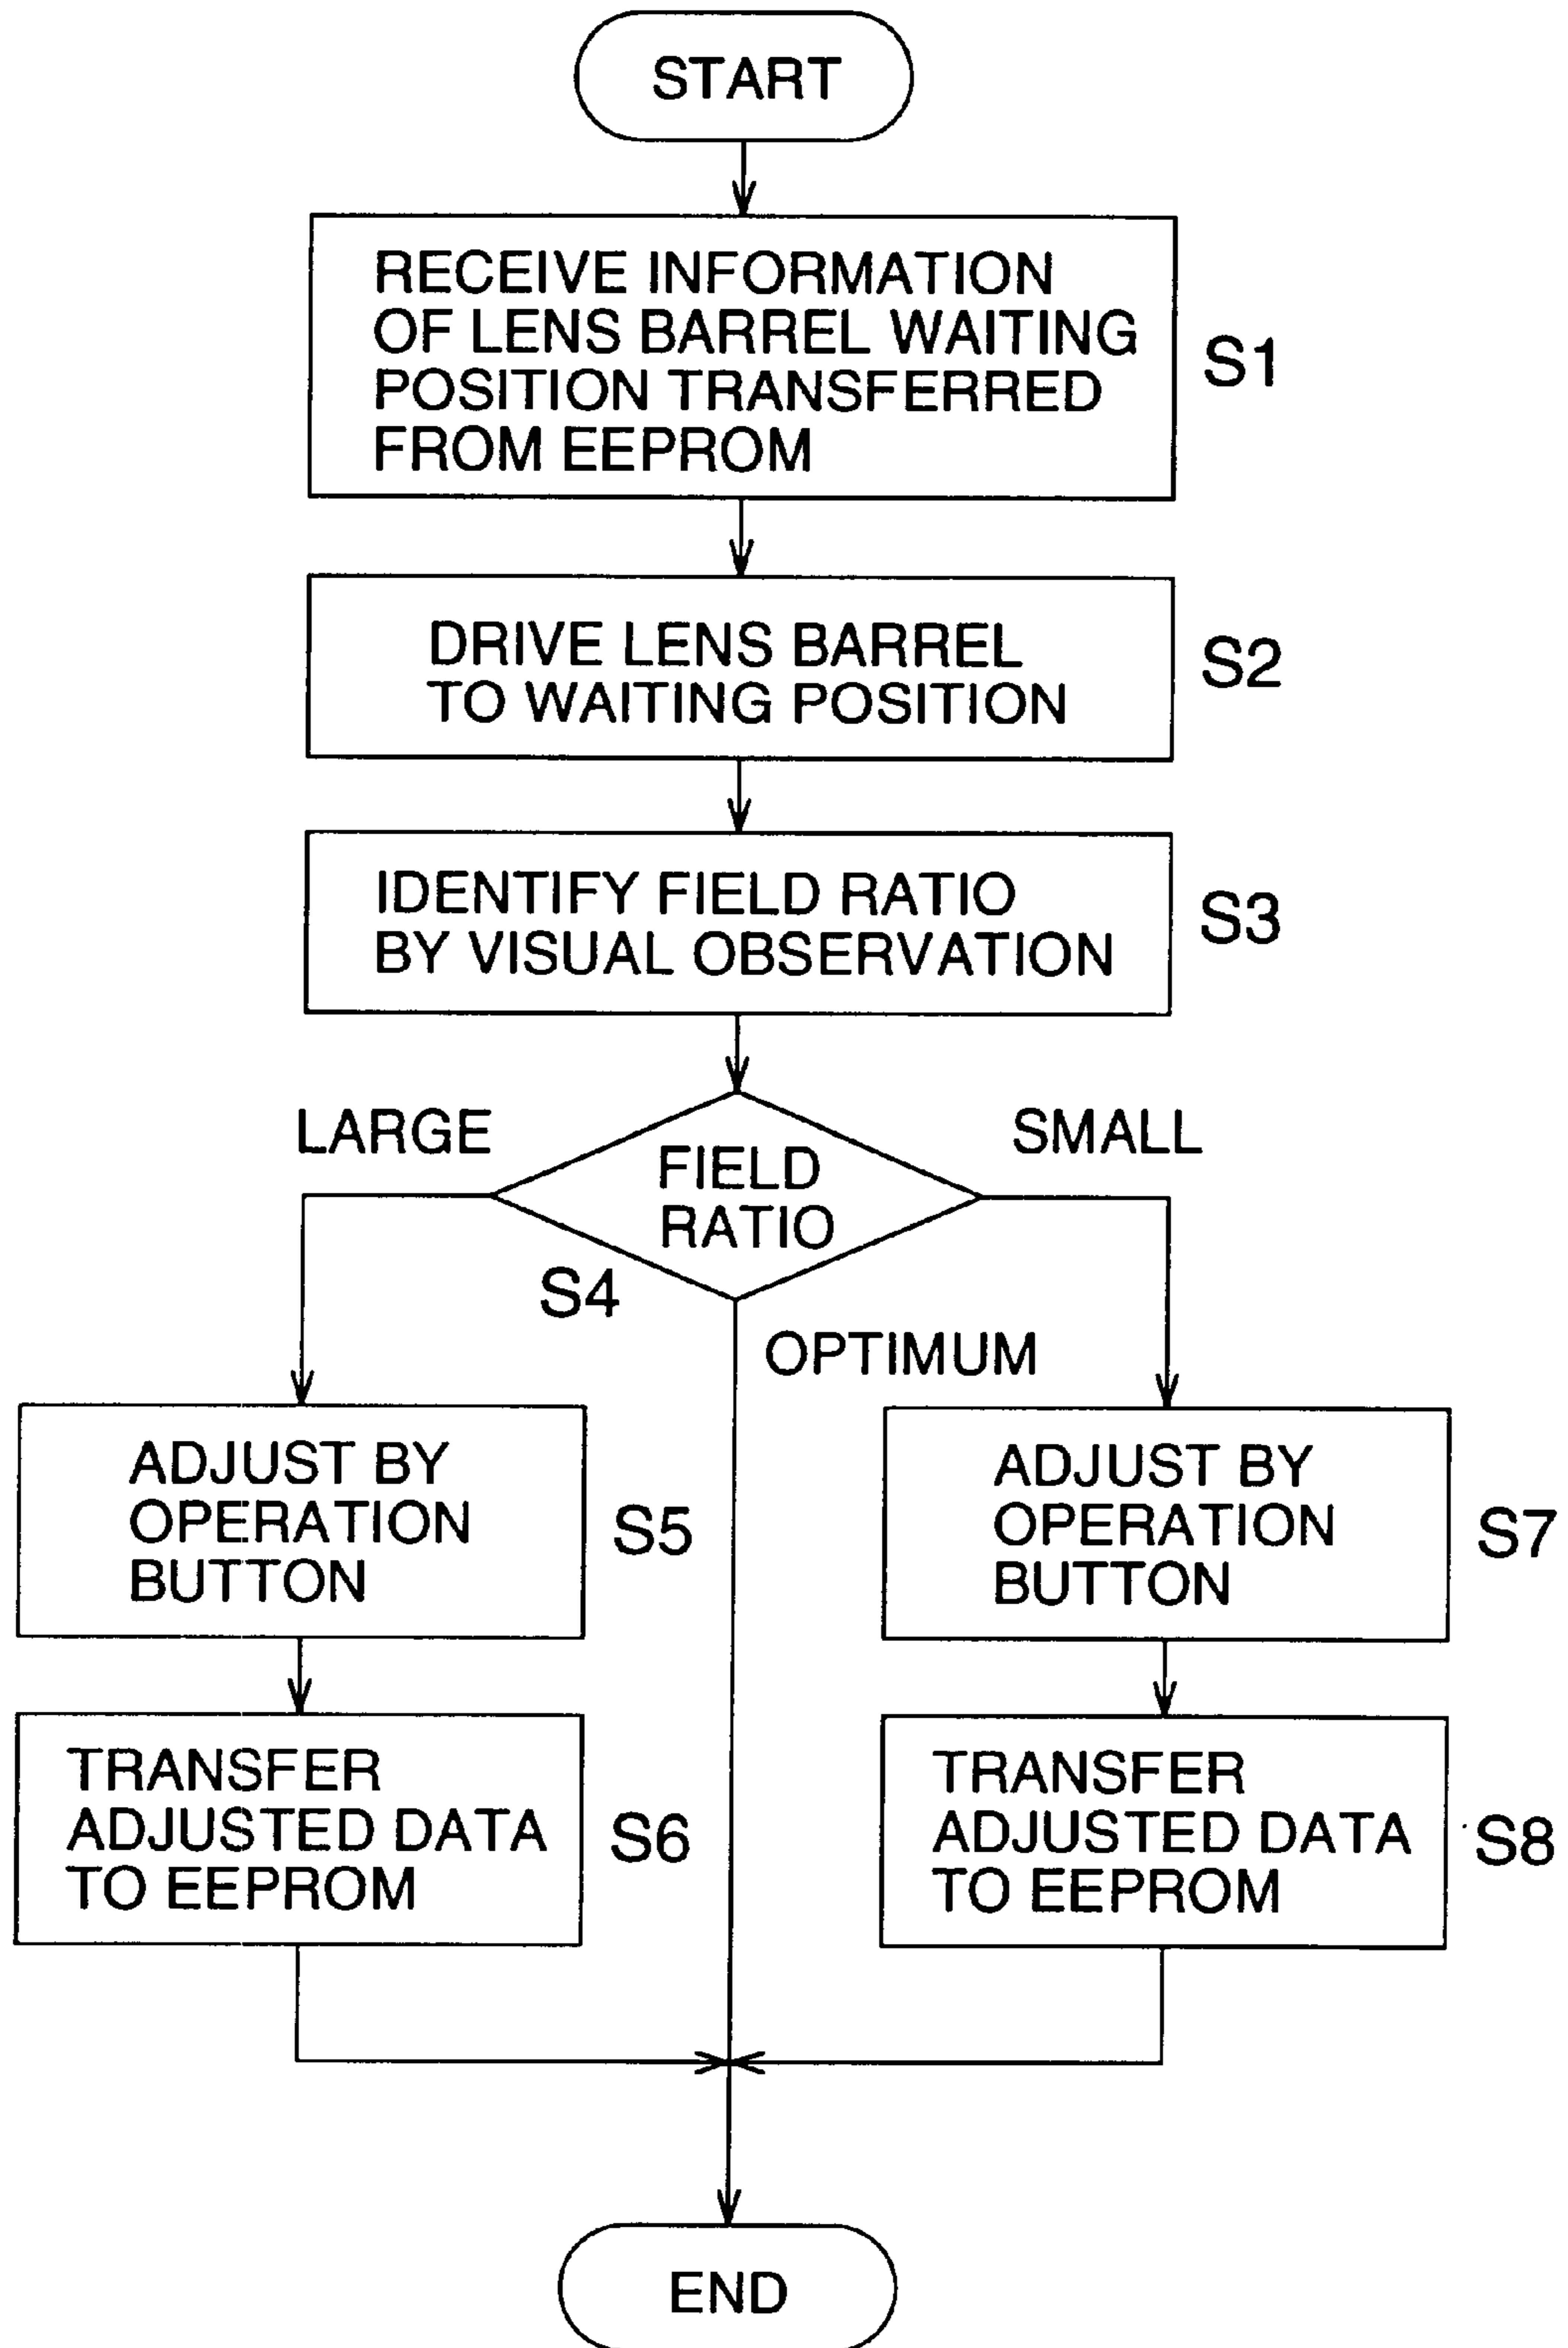 START
RECEIVE INFORMATION
OF LENS BARREL WAITING
POSITION TRANSFERRED
FROM EEPROM
S1
DRIVE LENS BARREL
TO WAITING POSITION
S2
IDENTIFY FIELD RATIO
BY VISUAL OBSERVATION
S3
LARGE
FIELD
RATIO
SMALL
S4
OPTIMUM
ADJUST BY
OPERATION
BUTTON
S5
ADJUST BY
OPERATION
BUTTON
S7
TRANSFER
ADJUSTED DATA
TO EEPROM
S6
TRANSFER
ADJUSTED DATA
TO EEPROM
S8
END